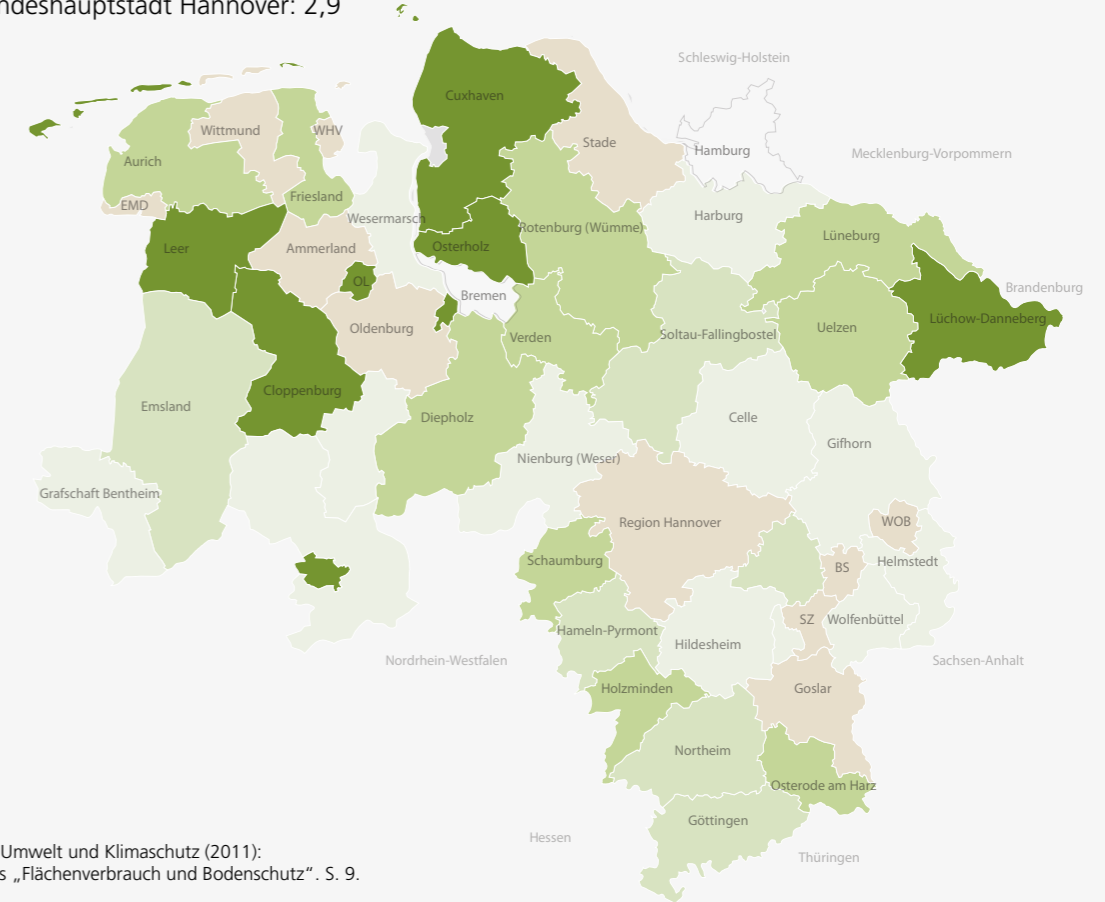 ndeshauptstadt Hannover: 2,9
Schleswig-Holstein
Cuxhaven
Wittmund
WHV
Stade
Hamburg
Mecklenburg-Vorpommern
Aurich
EMD
Friesland
Wesermarsch
Harburg
Rotenburg (Wümme)
Lüneburg
Leer
Ammerland
Osterholz
OL
Bremen
Brandenburg
Oldenburg
Verden
Soltau-Fallingbostel
Uelzen
Lüchow-Danneberg
Emsland
Cloppenburg
Diepholz
Celle
Gifhorn
Nienburg (Weser)
Grafschaft Bentheim
Region Hannover
WOB
Schaumburg
BS
Helmstedt
Hameln-Pyrmont
Hildesheim
SZ
Wolfenbüttel
Nordrhein-Westfalen
Sachsen-Anhalt
Holzminden
Goslar
Northeim
Osterode am Harz
Göttingen
Hessen
Thüringen
Umwelt und Klimaschutz (2011):
s „Flächenverbrauch und Bodenschutz“. S. 9.